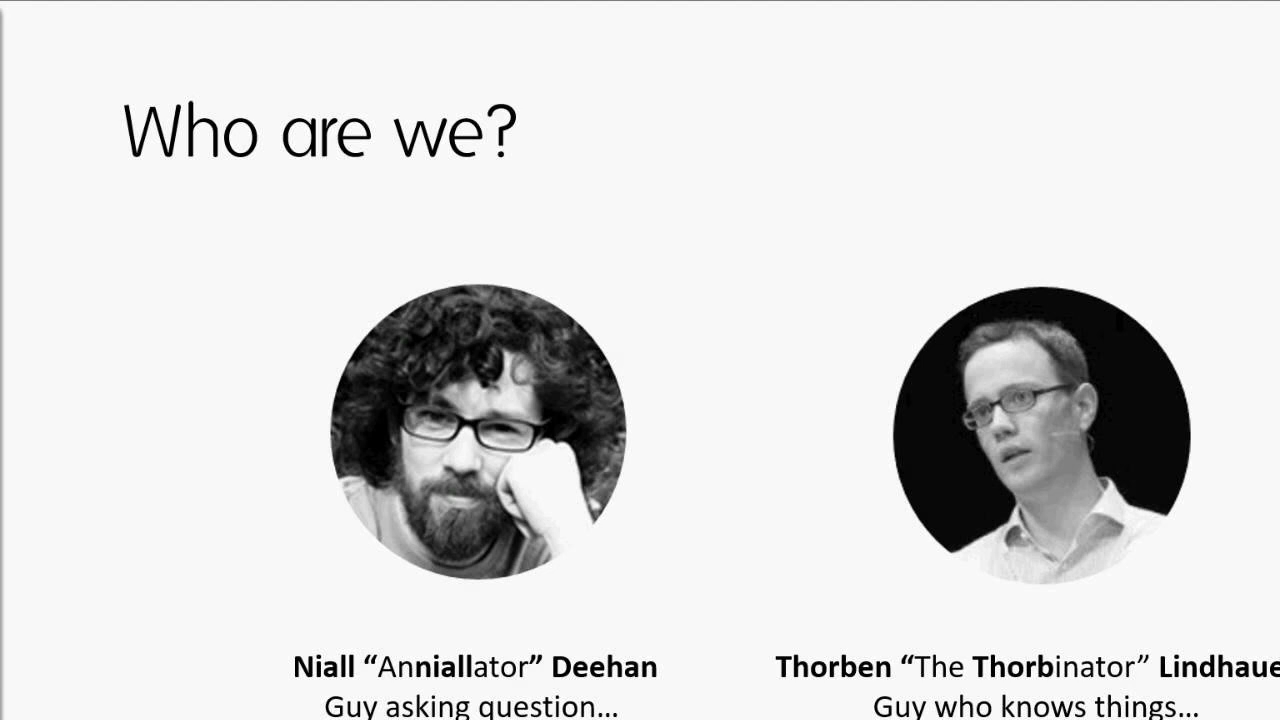 Who are we?
Niall “Anniallator” Deehan
Thorben “The Thorbinator” Lindhaue
Guy asking question...
Guy who knows things...